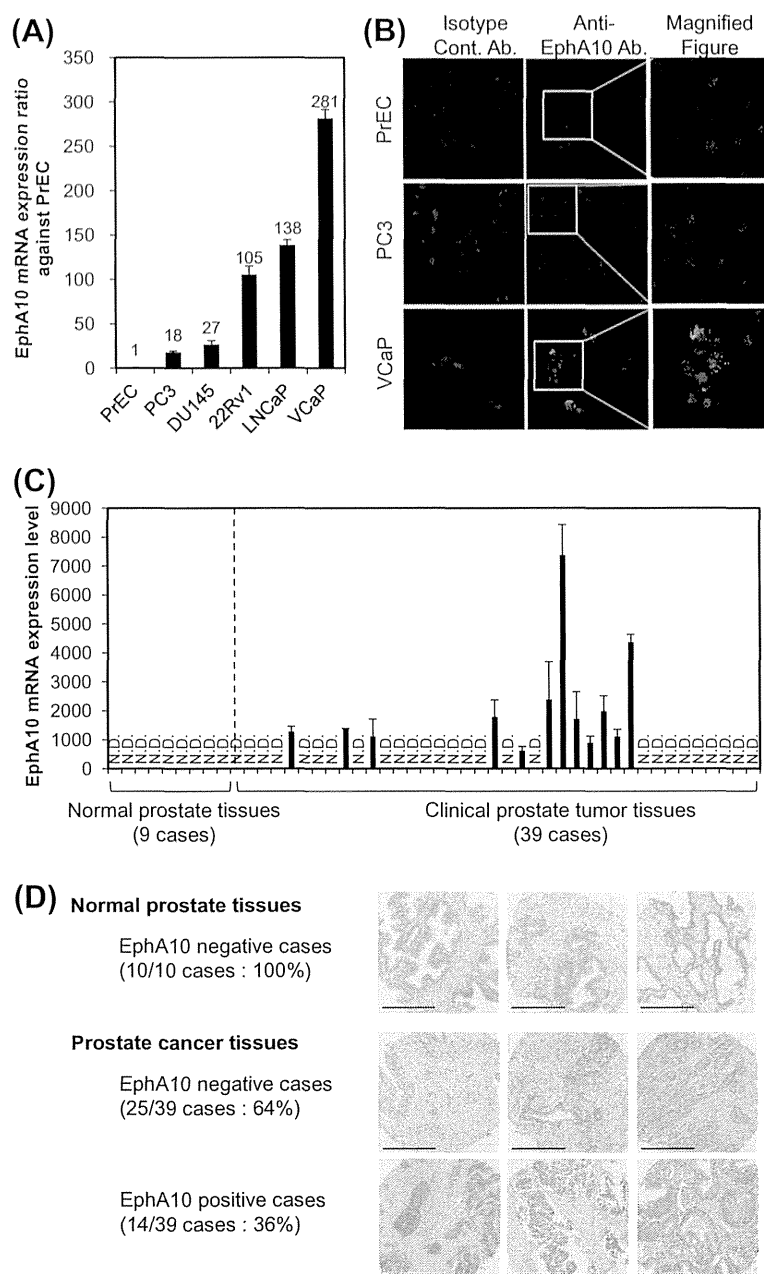 (A)
EphA10 mRNA expression ratio
against PrEC
350
300
250
200
150
100
50
0
1
18
27
105
138
281
PrEC
PC3
DU145
22Rv1
LNCaP
VCaP
(B)
Isotype
Cont. Ab.
Anti-
EphA10 Ab.
Magnified
Figure
PrEC
PC3
VCaP
(C)
EphA10 mRNA expression level
9000
8000
7000
6000
5000
4000
3000
2000
1000
0
N.D. N.D. N.D. N.D. N.D. N.D. N.D. N.D. N.D. N.D. N.D. N.D. N.D. N.D. N.D. N.D. N.D. N.D. N.D. N.D. N.D. N.D. N.D. N.D. N.D. N.D. N.D. N.D. N.D. N.D. N.D. N.D. N.D. N.D. N.D. N.D.
Normal prostate tissues
(9 cases)
Clinical prostate tumor tissues
(39 cases)
(D)
Normal prostate tissues
EphA10 negative cases
(10/10 cases : 100%)
Prostate cancer tissues
EphA10 negative cases
(25/39 cases : 64%)
EphA10 positive cases
(14/39 cases : 36%)